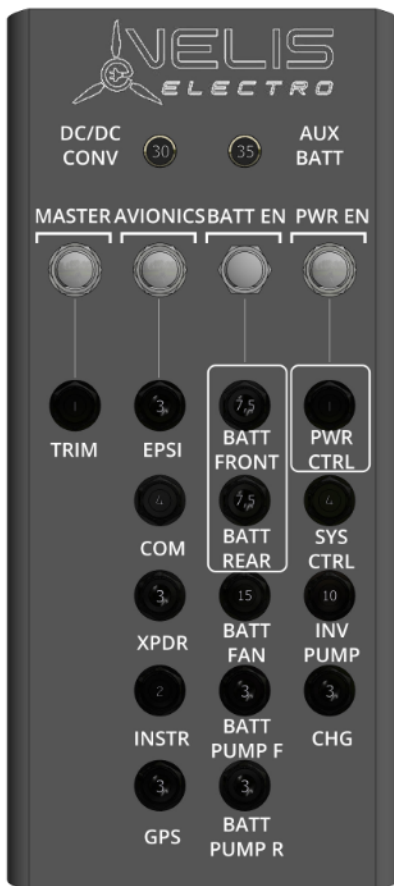 VELIS
ELECTRO
DC/DC CONV 30 35 AUX BATT
MASTER AVIONICS BATT EN PWR EN
1 3 7,5 1
TRIM EPSI BATT FRONT PWR CTRL
4 7,5 4
COM BATT REAR SYS CTRL
3 15 10
XPDR BATT FAN INV PUMP
2 3 3
INSTR BATT PUMP F CHG
3 3
GPS BATT PUMP R